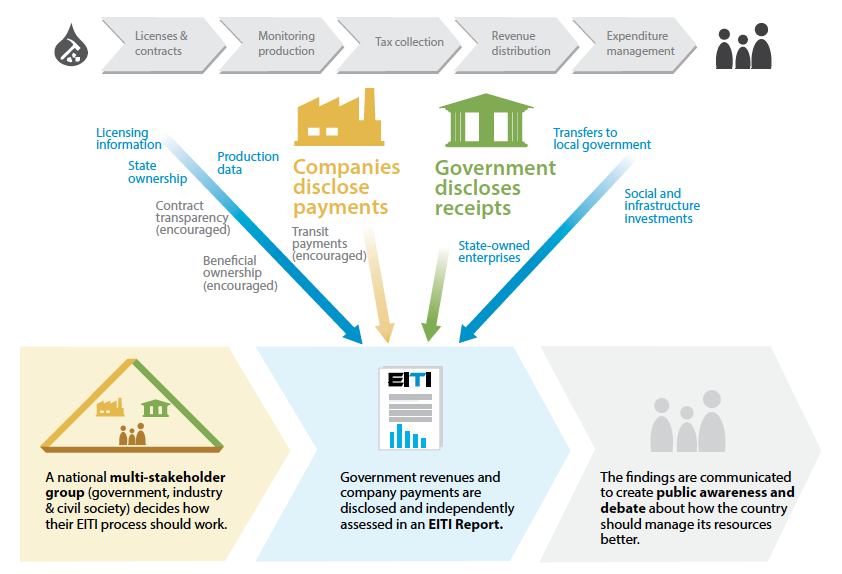 Licenses &
contracts
Monitoring
production
Tax collection
Revenue
distribution
Expenditure
management
Licensing
information
State
ownership
Production
data
Contract
transparency
(encouraged)
Beneficial
ownership
(encouraged)
Companies
disclose
payments
Transit
payments
(encouraged)
Government
discloses
receipts
State-owned
enterprises
Transfers to
local government
Social and
infrastructure
investments
A national multi-stakeholder
group (government, industry
& civil society) decides how
their EITI process should work.
EITI
Government revenues and
company payments are
disclosed and independently
assessed in an EITI Report.
The findings are communicated
to create public awareness and
debate about how the country
should manage its resources
better.